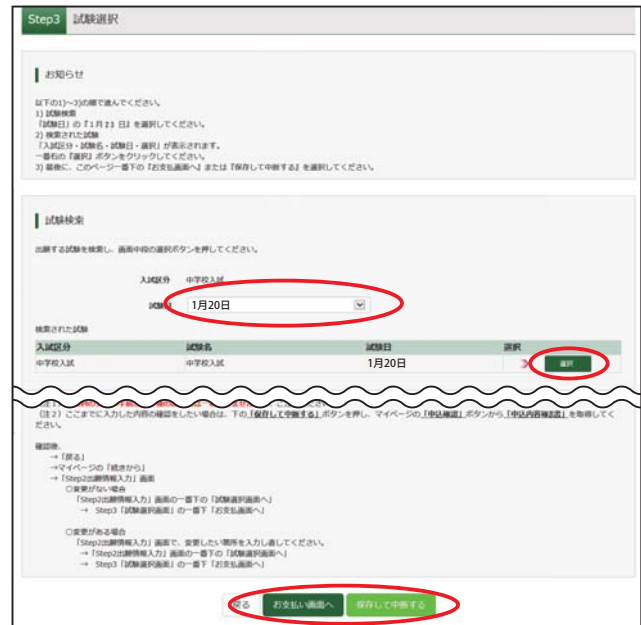 Step3 試験選択
お知らせ
以下の1)~3)の順で進んでください。
1) 試験検索
「試験日」の『1月23 日』を選択してください。
2) 検索された試験
「入試区分・試験名・試験日・選択」が表示されます。
一番右の『選択』ボタンをクリックしてください。
3) 最後に、このページ一番下の『お支払画面へ』または『保存して中断する』を選択してください。
試験検索
出願する試験を検索し、画面中段の選択ボタンを押してください。
入試区分 中学校入試
試験日 1月20日
検索された試験
入試区分 試験名 試験日 選択
中学校入試 中学校入試 1月20日 選択
(注2) ここまでに入力した内容の確認をしたい場合は、下の「保存して中断する」ボタンを押し、マイページの「申込確認」ボタンから「申込内容確認書」を取得してく
ださい。
確認後、
→「戻る」
→マイページの「続きから」
→「Step2出願情報入力」画面
○変更がない場合
「Step2出願情報入力」画面の一番下の「試験選択画面へ」
→ Step3「試験選択画面」の一番下「お支払画面へ」
○変更がある場合
「Step2出願情報入力」画面で、変更したい箇所を入力し直してください。
→「Step2出願情報入力」画面の一番下の「試験選択画面へ」
→ Step3「試験選択画面」の一番下「お支払画面へ」
戻る お支払い画面へ 保存して中断する